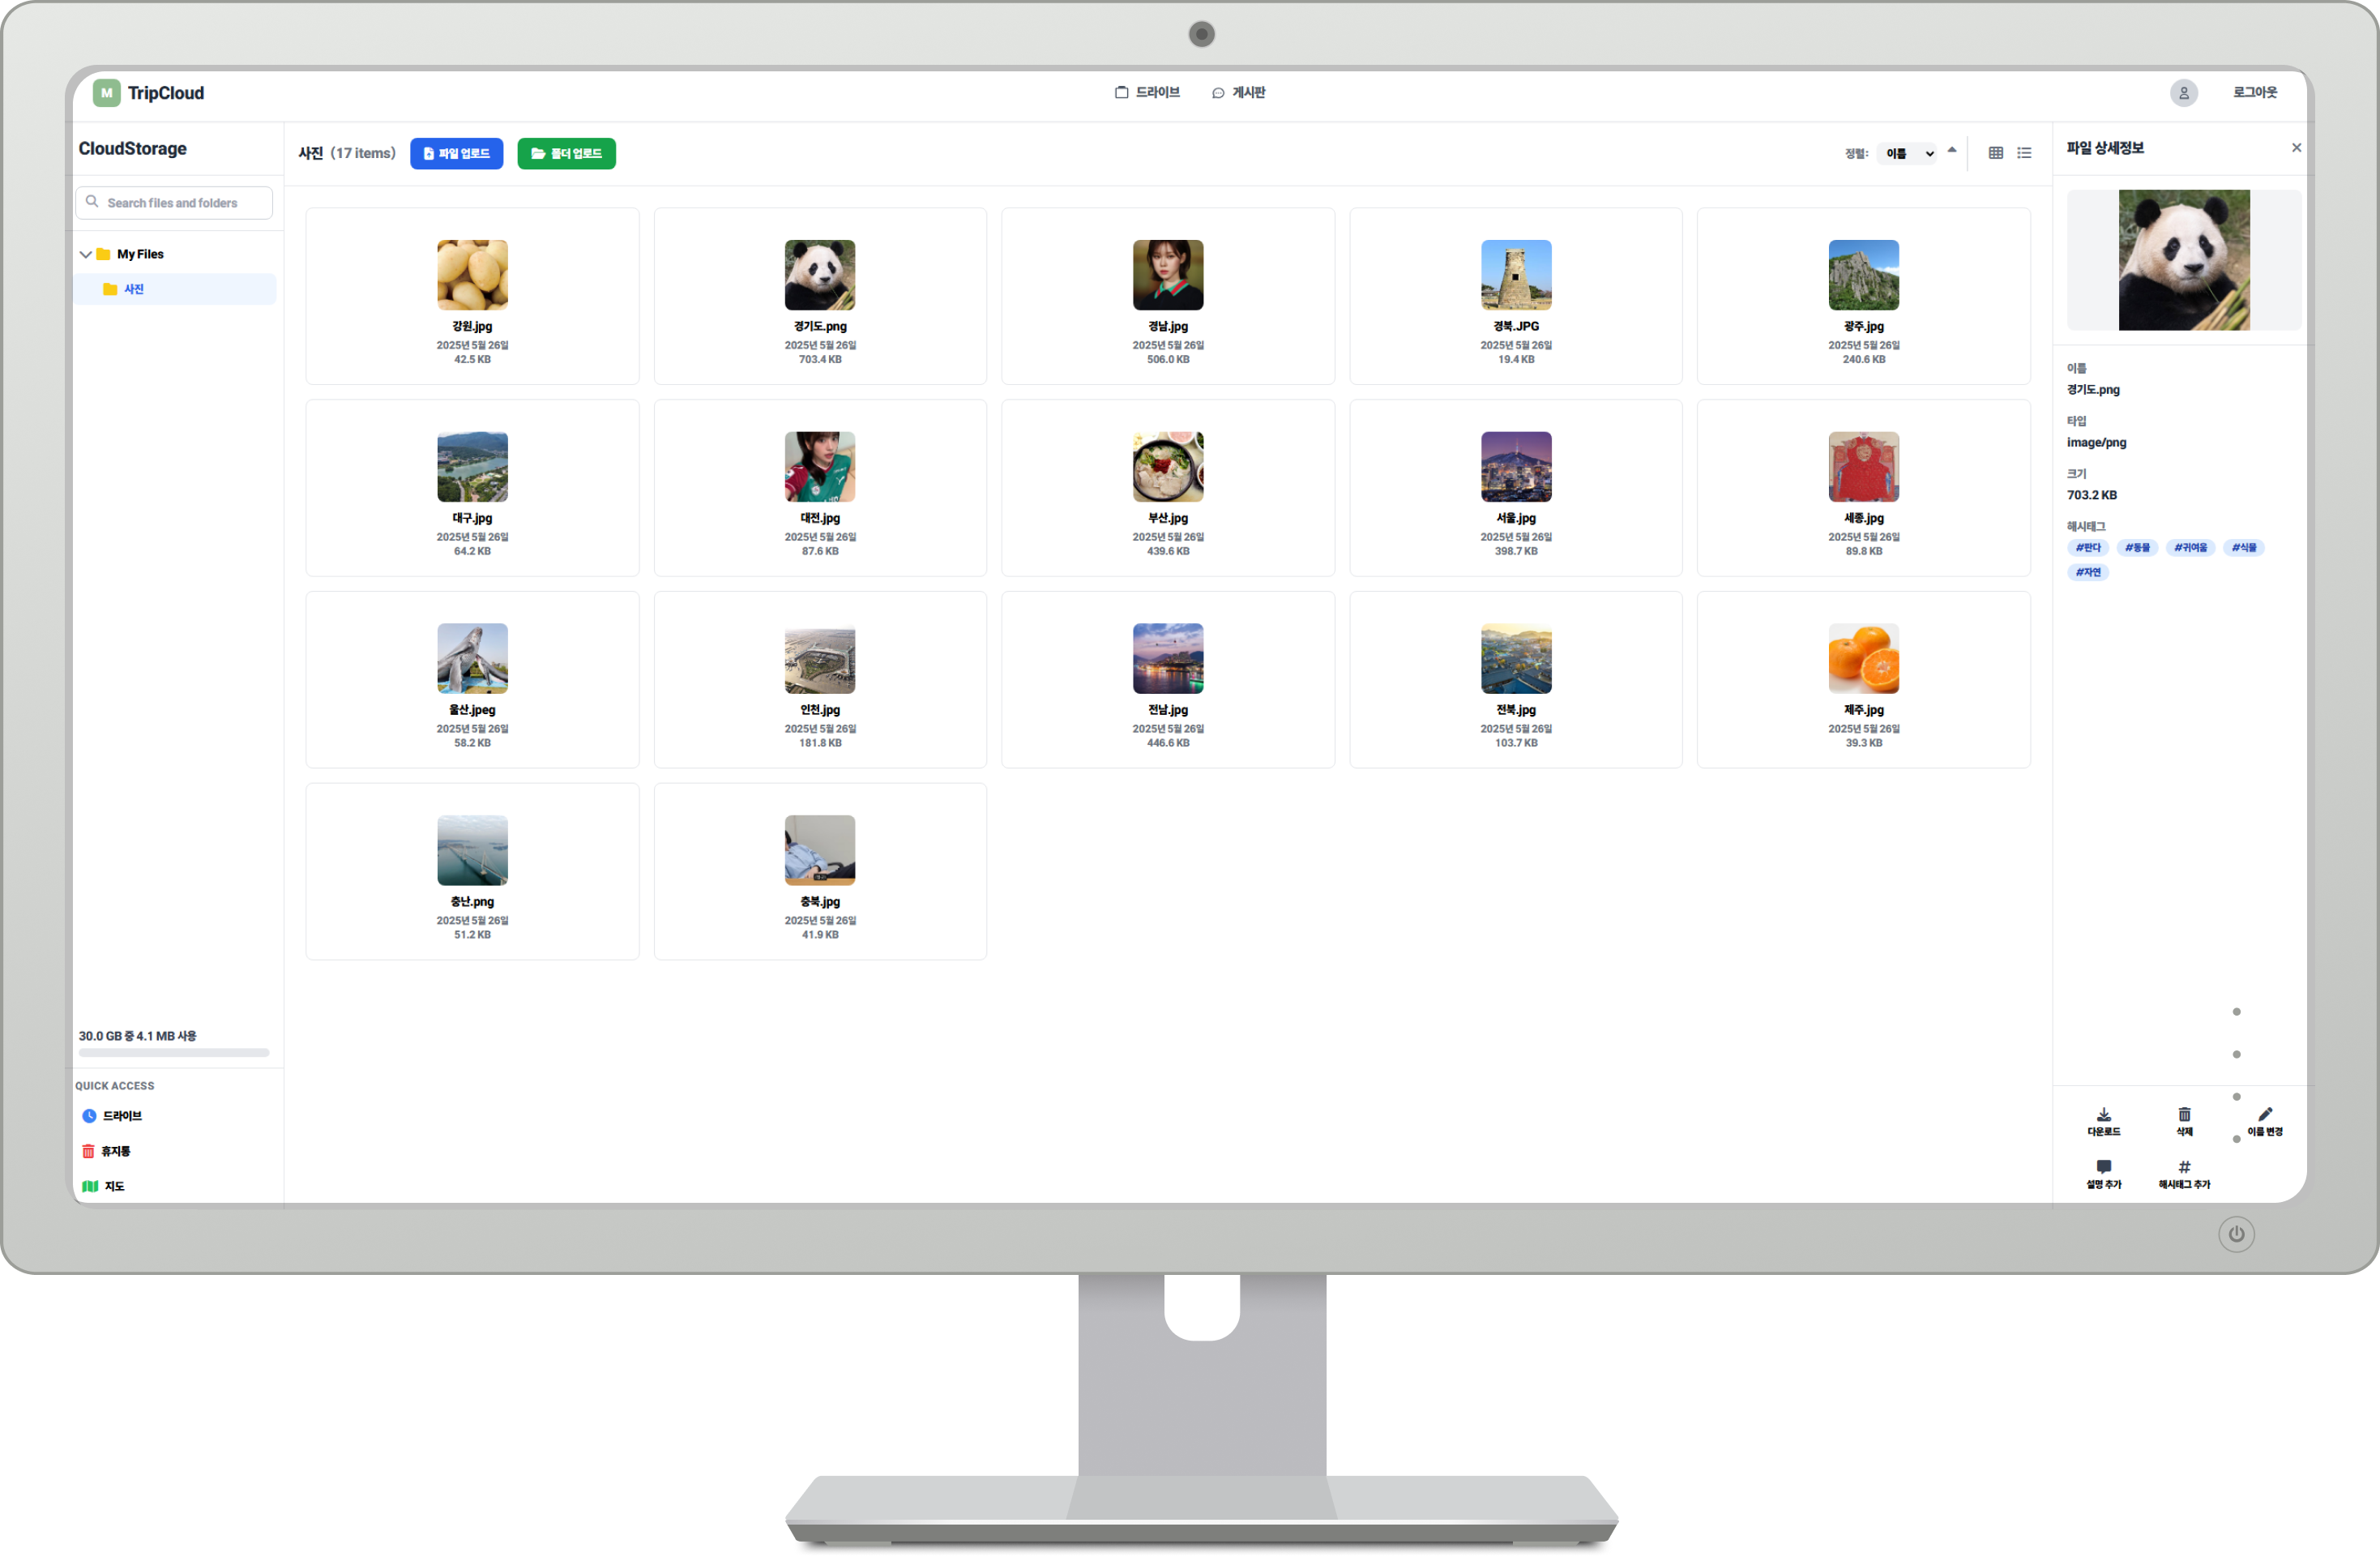 M TripCloud
드라이브
게시판
로그아웃
CloudStorage
Search files and folders
My Files
사진
30.0 GB 중 4.1 MB 사용
QUICK ACCESS
드라이브
휴지통
지도
사진 (17 items)
파일 업로드
폴더 업로드
정렬: 이름
강원.jpg
2025년 5월 26일
42.5 KB
경기도.png
2025년 5월 26일
703.4 KB
경남.jpg
2025년 5월 26일
506.0 KB
경북.JPG
2025년 5월 26일
19.4 KB
광주.jpg
2025년 5월 26일
240.6 KB
대구.jpg
2025년 5월 26일
64.2 KB
대전.jpg
2025년 5월 26일
87.6 KB
부산.jpg
2025년 5월 26일
439.6 KB
서울.jpg
2025년 5월 26일
398.7 KB
세종.jpg
2025년 5월 26일
89.8 KB
울산.jpeg
2025년 5월 26일
58.2 KB
인천.jpg
2025년 5월 26일
181.8 KB
전남.jpg
2025년 5월 26일
446.6 KB
전북.jpg
2025년 5월 26일
103.7 KB
제주.jpg
2025년 5월 26일
39.3 KB
충난.png
2025년 5월 26일
51.2 KB
충북.jpg
2025년 5월 26일
41.9 KB
파일 상세정보
이름
경기도.png
타입
image/png
크기
703.2 KB
해시태그
#판다 #동물 #귀여움 #식물
#자연
다운로드
삭제
이름 변경
설명 추가
해시태그 추가